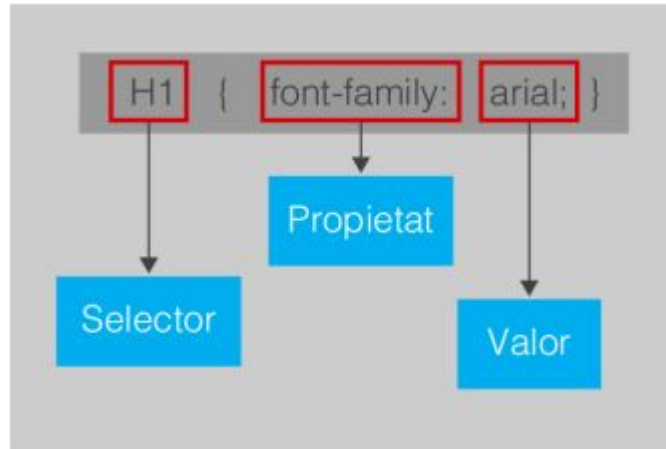 H1 { font-family: arial; }
Propietat
Selector
Valor